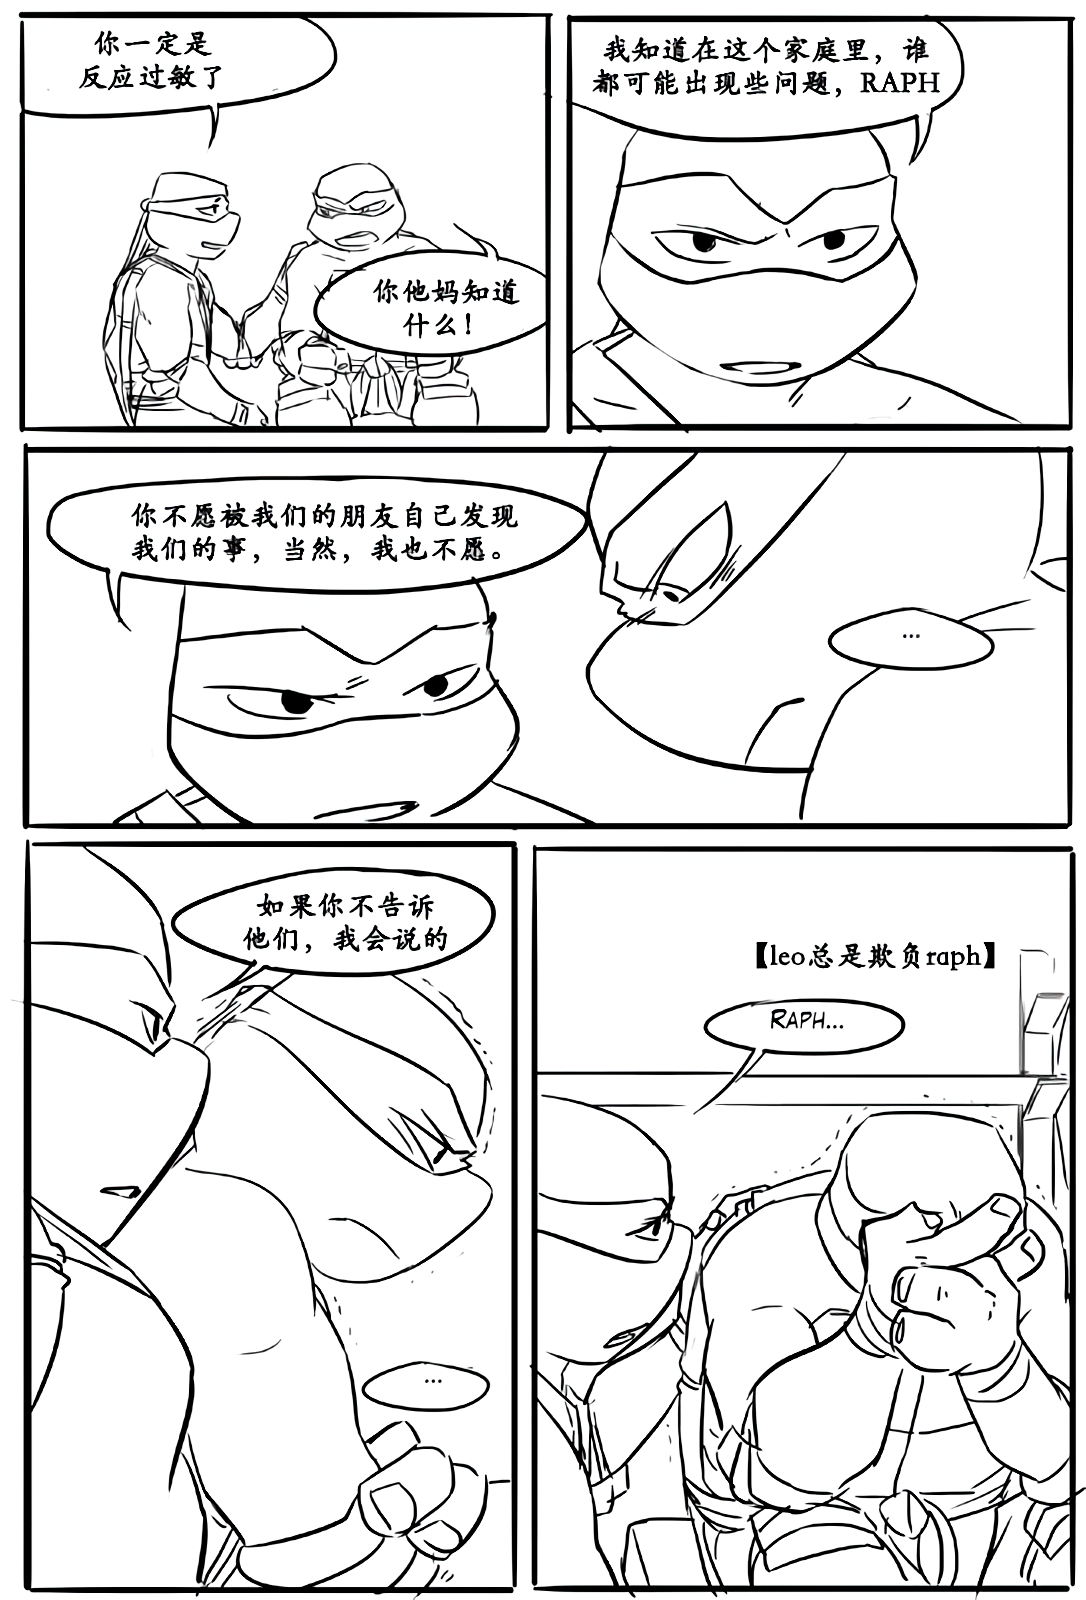 你一定是
反应过敏了
你他妈知道
什么！
我知道在这个家庭里，谁
都可能出现些问题，RAPH
你不愿被我们的朋友自己发现
我们的事，当然，我也不愿。
…
如果你不告诉
他们，我会说的
…
【leo总是欺负raph】
RAPH...